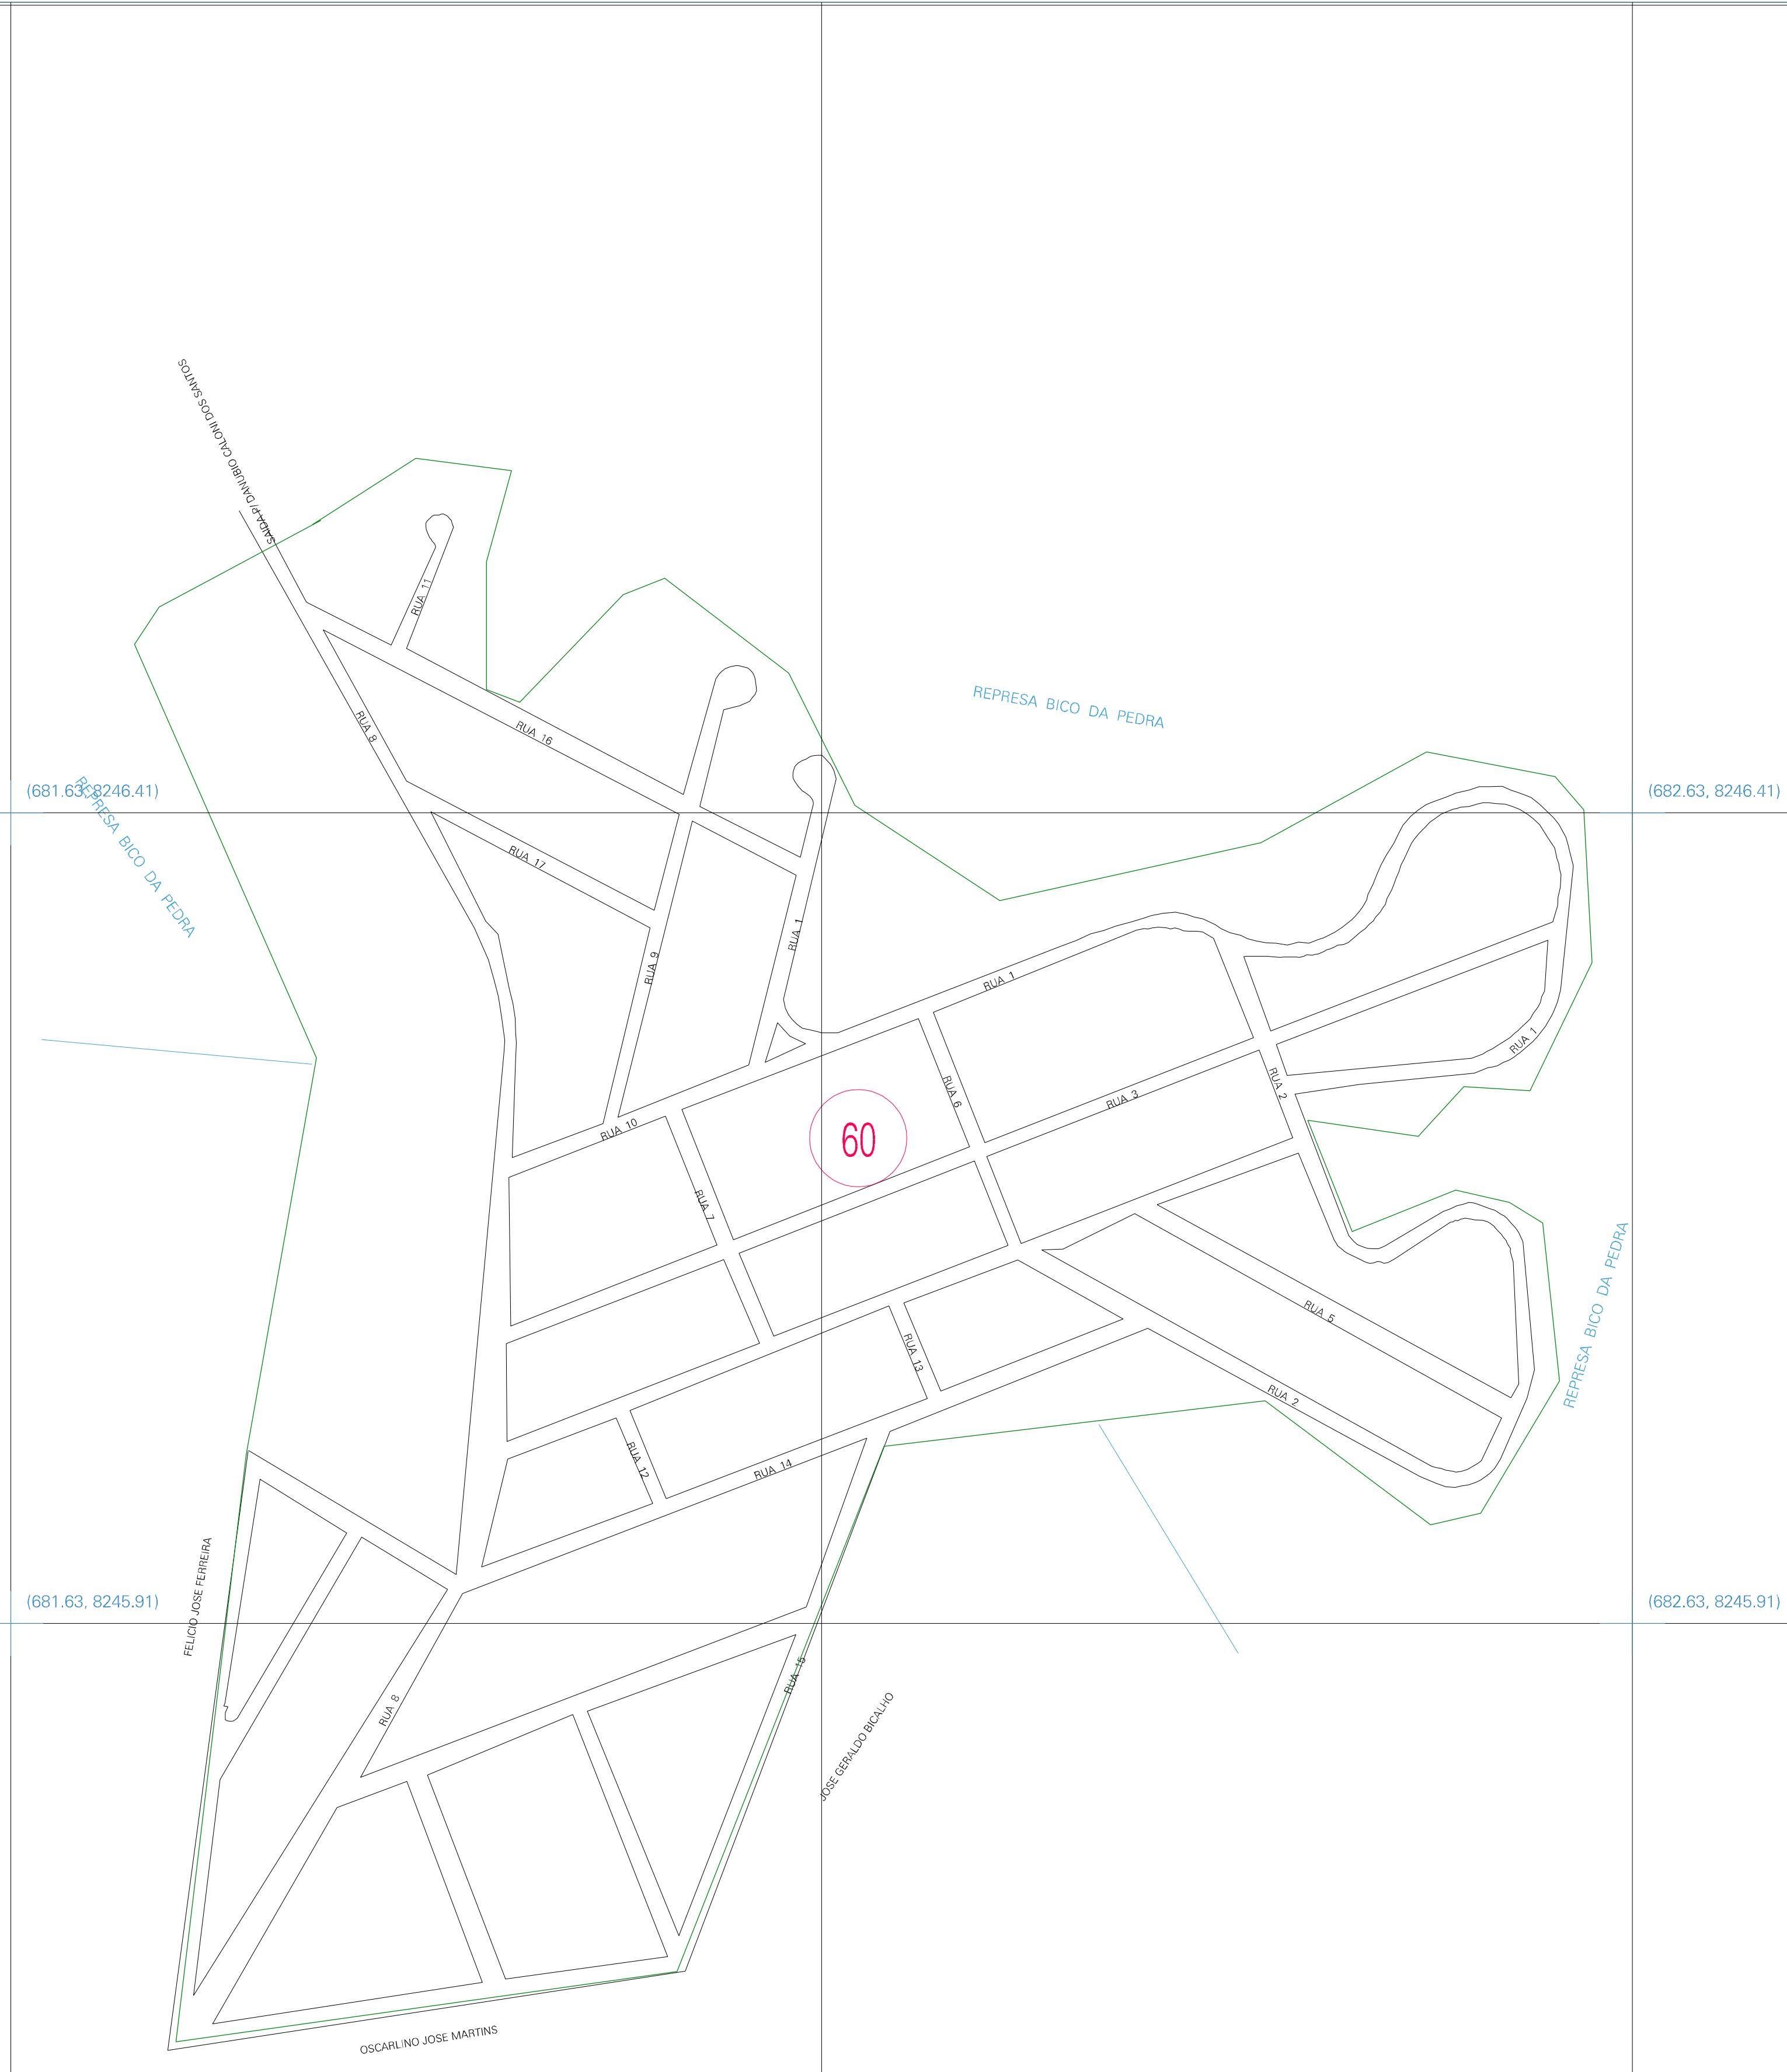 SAIDA P/ DANUBIO CALONI DOS SANTOS
RUA 11
RUA 8
RUA 16
REPRESA BICO DA PEDRA
(681.63, 8246.41)
REPRESA BICO DA PEDRA
(682.63, 8246.41)
RUA 17
RUA 1
RUA 9
RUA 1
RUA 1
RUA 10
RUA 6
60
RUA 3
RUA 2
RUA 7
REPRESA BICO DA PEDRA
RUA 5
RUA 13
RUA 2
RUA 12
RUA 14
FELICIO JOSE FERREIRA
(681.63, 8245.91)
(682.63, 8245.91)
RUA 8
RUA 15
JOSE GERALDO BICALHO
OSCARLINO JOSE MARTINS